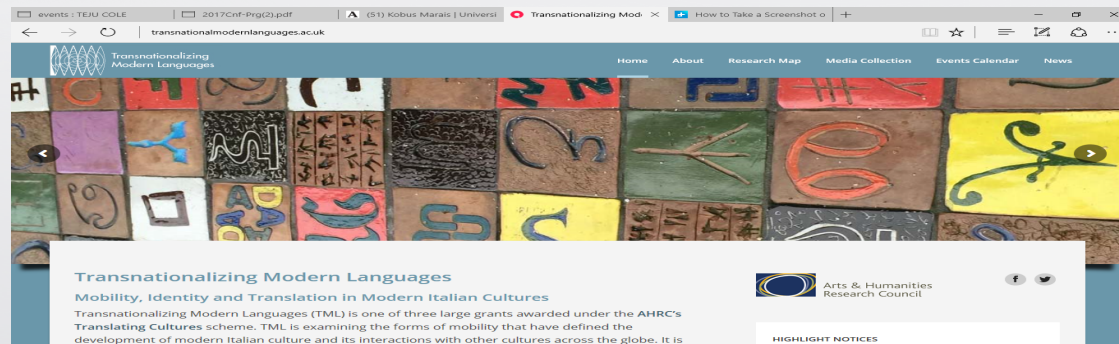 events : TEJU COLE
2017Cnf-Prg(2).pdf
(51) Kobus Marais | Universi
Transnationalizing Mod
How to Take a Screenshot o
transnationalmodernlanguages.ac.uk
Transnationalizing
Modern Languages
Home About Research Map Media Collection Events Calendar News
Transnationalizing Modern Languages
Mobility, Identity and Translation in Modern Italian Cultures
Transnationalizing Modern Languages (TML) is one of three large grants awarded under the AHRC's
Translating Cultures scheme. TML is examining the forms of mobility that have defined the
development of modern Italian culture and its interactions with other cultures across the globe. It is
Arts & Humanities
Research Council
HIGHLIGHT NOTICES